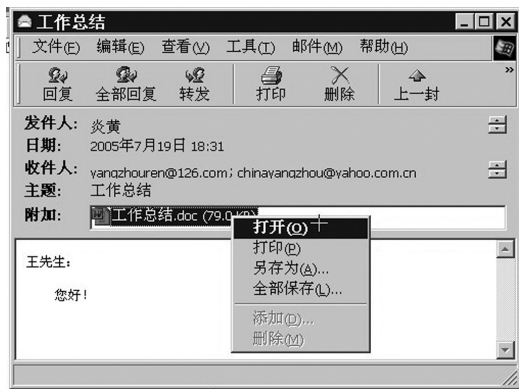 工作总结
文件(F) 编辑(E) 查看(V) 工具(T) 邮件(M) 帮助(H)
回复 全部回复 转发 打印 删除 上一封
发件人: 炎黄
日期: 2005年7月19日 18:31
收件人: yangzhouren@126.com; chinayangzhou@yahoo.com.cn
主题: 工作总结
附加: 工作总结.doc (79.0 KB)
打开(O)
打印(P)
另存为(A)...
全部保存(L)...
添加(D)...
删除(M)
王先生:
您好!